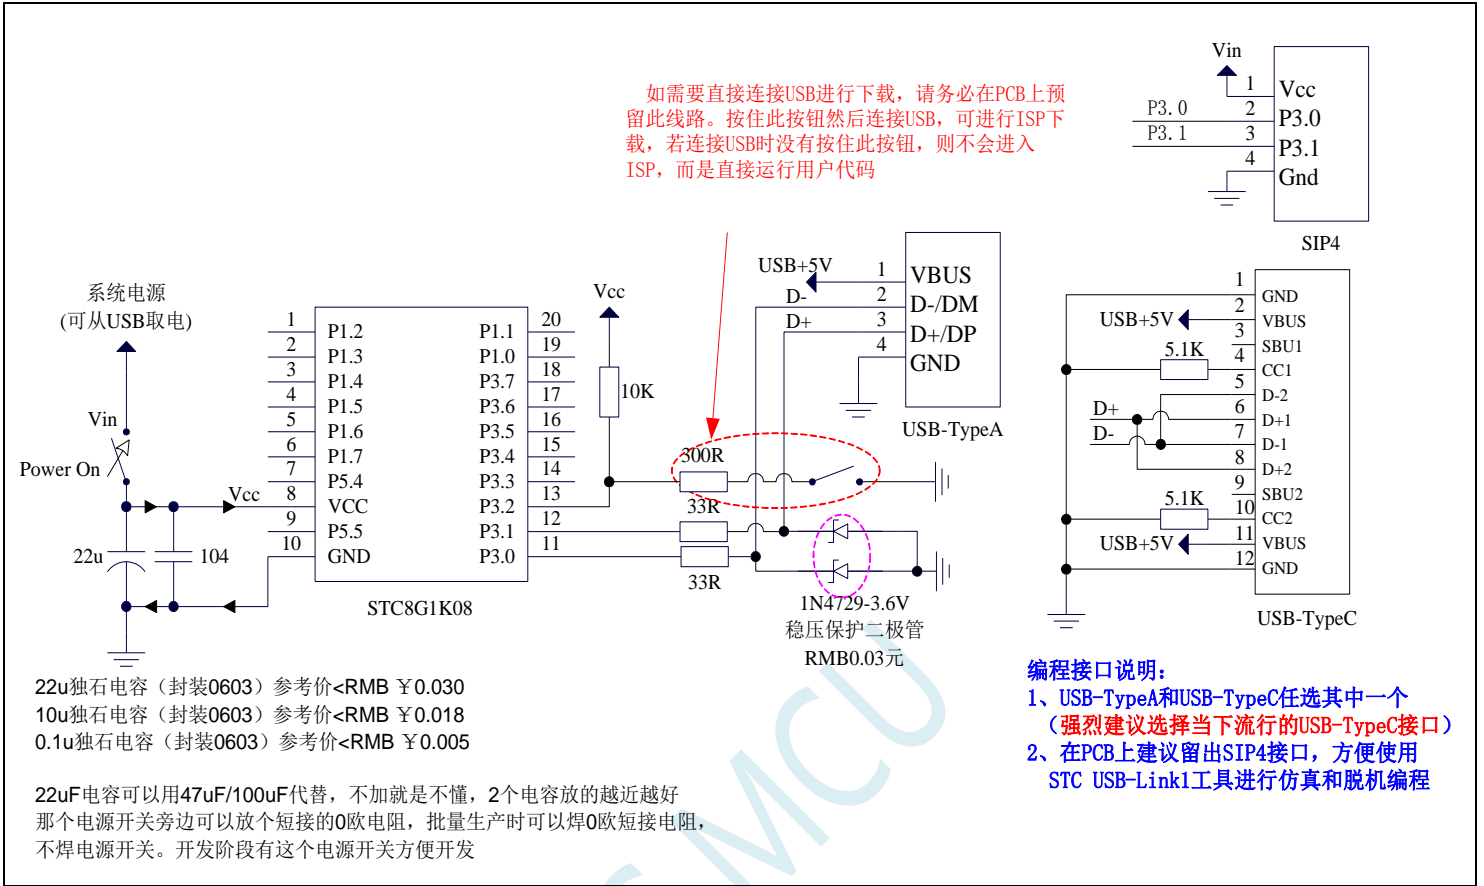 如需要直接连接USB进行下载，请务必在PCB上预
留此线路。按住此按钮然后连接USB，可进行ISP下
载，若连接USB时没有按住此按钮，则不会进入
ISP，而是直接运行用户代码
Vin
1
Vcc
P3.0
2
P3.0
P3.1
3
P3.1
4
Gnd
SIP4
系统电源
(可从USB取电)
Vin
Power On
Vcc
22u
104
1
P1.2
2
P1.3
3
P1.4
4
P1.5
5
P1.6
6
P1.7
7
P5.4
8
VCC
9
P5.5
10
GND
P1.1
20
P1.0
19
P3.7
18
P3.6
17
P3.5
16
P3.4
15
P3.3
14
P3.2
13
P3.1
12
P3.0
11
STC8G1K08
Vcc
10K
300R
33R
33R
USB+5V
1
VBUS
D-
2
D-/DM
D+
3
D+/DP
4
GND
USB-TypeA
1N4729-3.6V
稳压保护二极管
RMB0.03元
1
GND
USB+5V
2
VBUS
3
SBU1
5.1K
4
CC1
5
D-2
D+
6
D+1
D-
7
D-1
8
D+2
9
SBU2
5.1K
10
CC2
USB+5V
11
VBUS
12
GND
USB-TypeC
22u独石电容（封装0603）参考价<RMB ￥0.030
10u独石电容（封装0603）参考价<RMB ￥0.018
0.1u独石电容（封装0603）参考价<RMB ￥0.005
22uF电容可以用47uF/100uF代替，不加就是不懂，2个电容放的越近越好
那个电源开关旁边可以放个短接的0欧电阻，批量生产时可以焊0欧短接电阻，
不焊电源开关。开发阶段有这个电源开关方便开发
编程接口说明：
1、USB-TypeA和USB-TypeC任选其中一个
（强烈建议选择当下流行的USB-TypeC接口）
2、在PCB上建议留出SIP4接口，方便使用
STC USB-Link1工具进行仿真和脱机编程
MCU